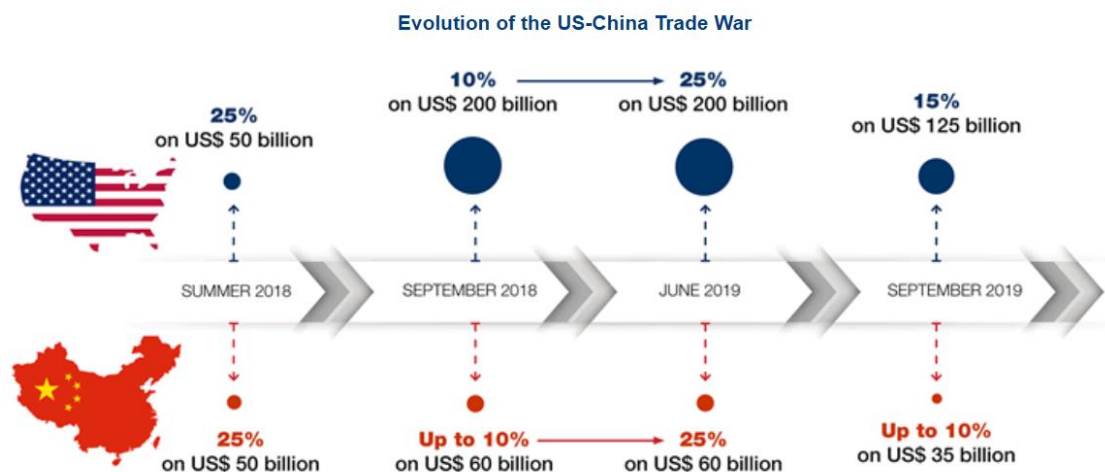 Evolution of the US-China Trade War
25%
on US$ 50 billion
10%
on US$ 200 billion
25%
on US$ 200 billion
15%
on US$ 125 billion
SUMMER 2018
SEPTEMBER 2018
JUNE 2019
SEPTEMBER 2019
25%
on US$ 50 billion
Up to 10%
on US$ 60 billion
25%
on US$ 60 billion
Up to 10%
on US$ 35 billion